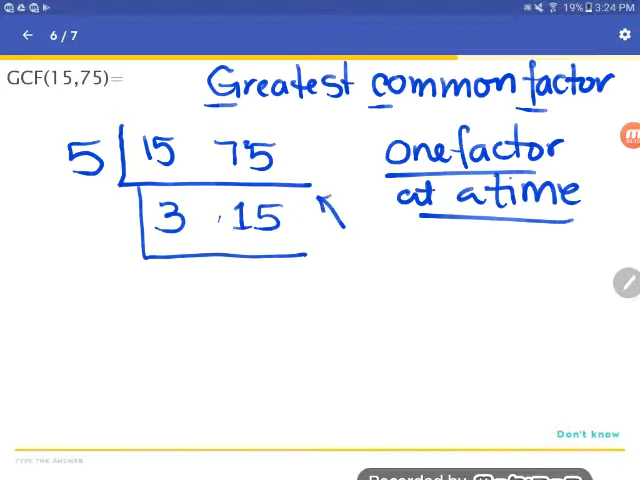 19% 3:24 PM
6 / 7
GCF(15,75)=
Greatest common factor
5 15 75
one factor
at a time
3 15
Don't know
TYPE THE ANSWER
Recorded by